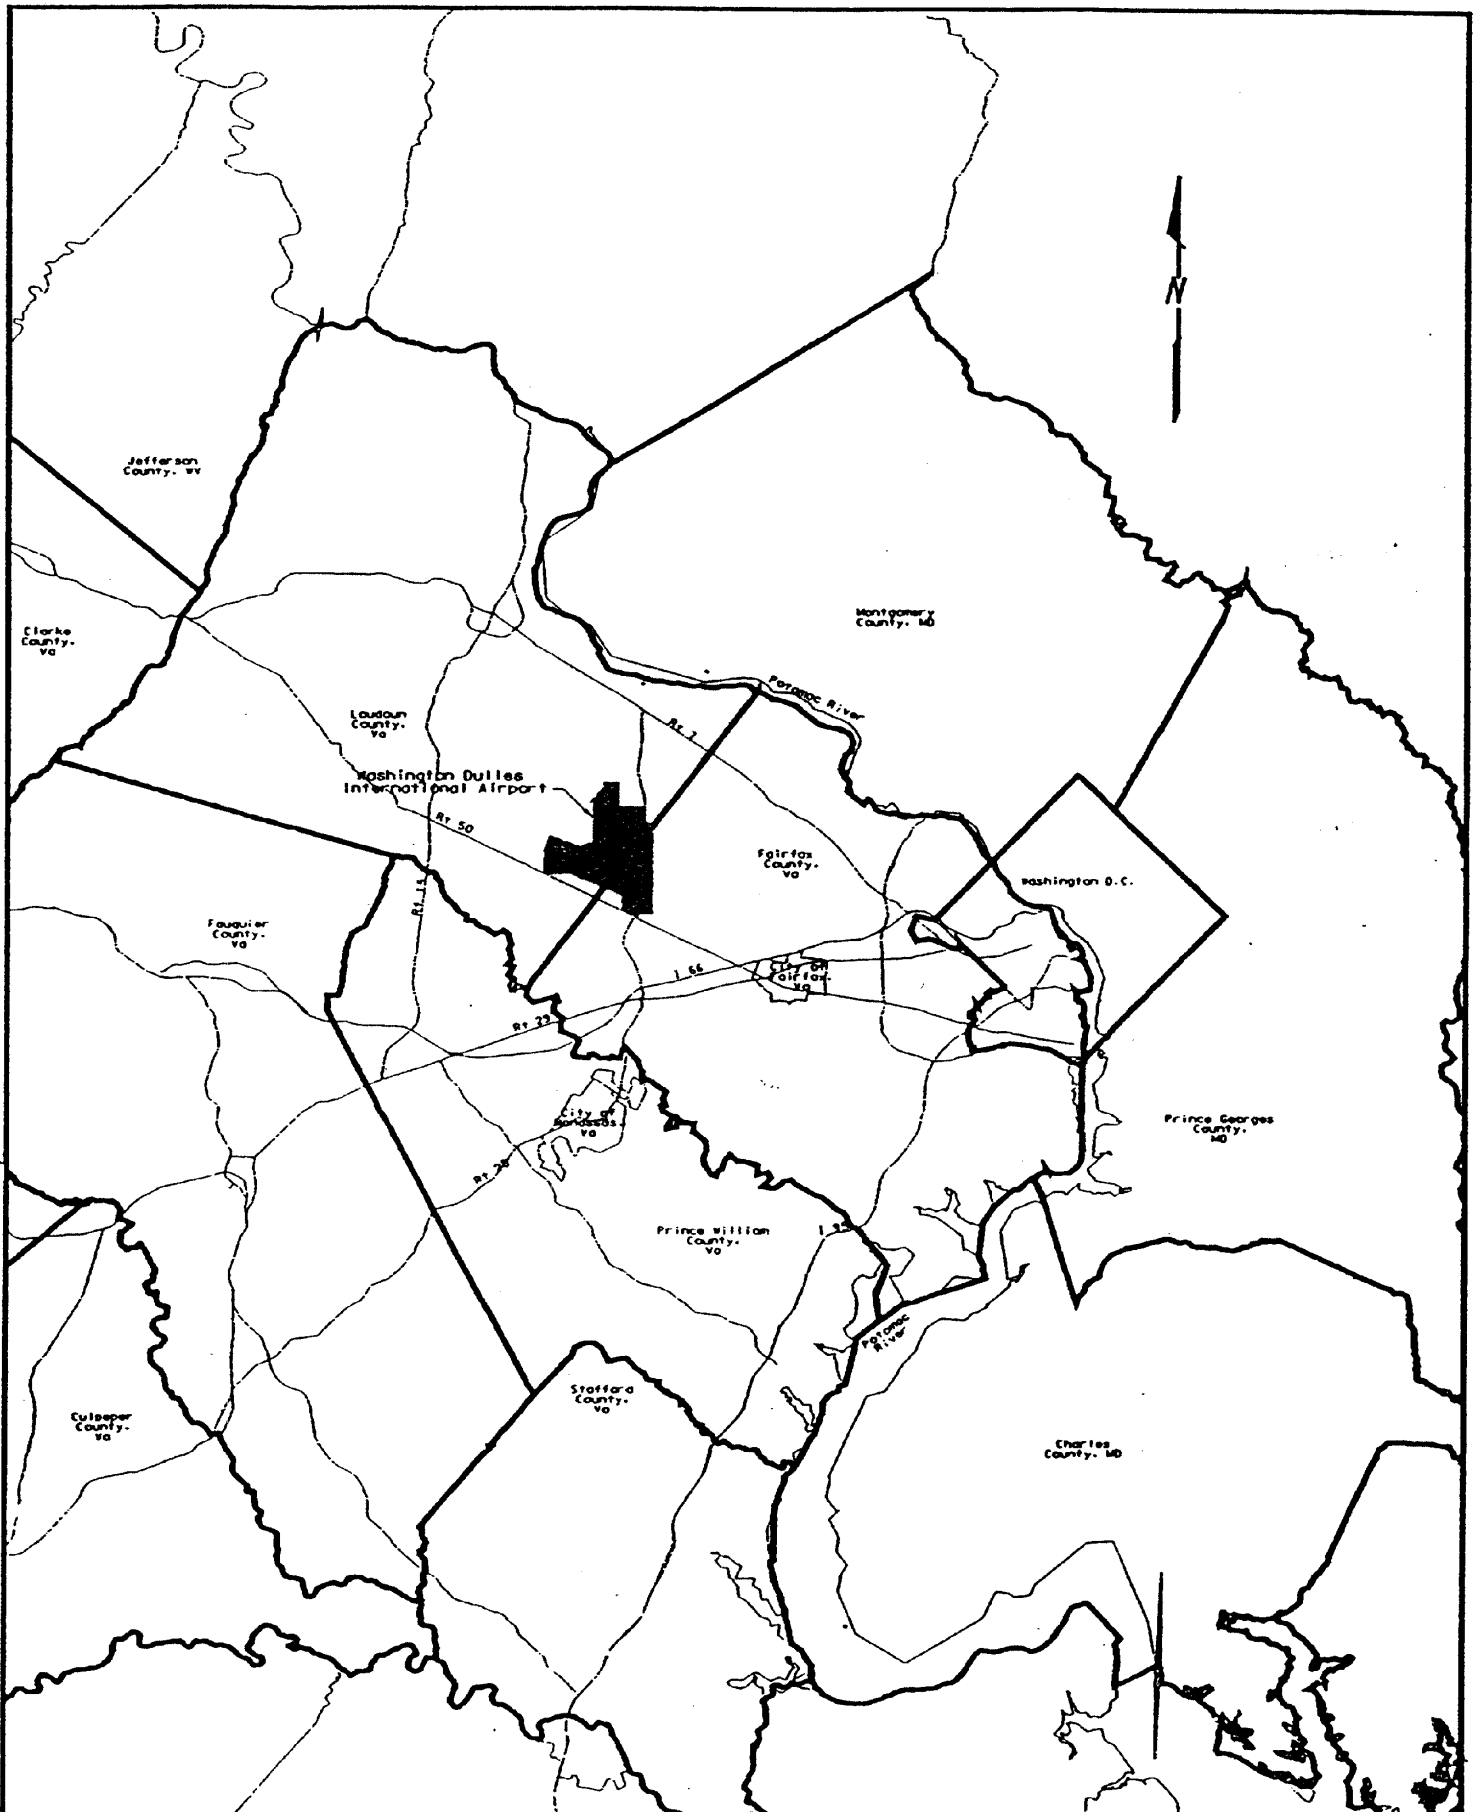 N
Jefferson
County, WV
Clarke
County,
Va
Montgomery
County, MD
Potomac River
Loudoun
County,
Va
Rt 7
Washington Dulles
International Airport
Rt 50
Fairfax
County,
Va
Washington D.C.
Rt 15
Fauquier
County,
Va
I 66
City of
Fairfax,
Va
Rt 29
City of
Manassas,
Va
Prince Georges
County,
MD
Rt 28
Prince William
County,
Va
I 95
Potomac
River
Stafford
County,
Va
Culpeper
County,
Va
Charles
County, MD